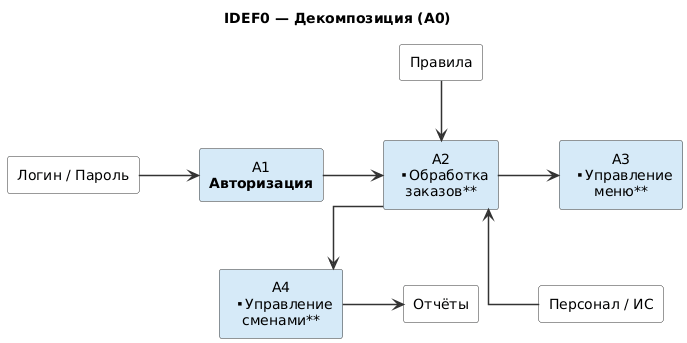 IDEF0 — Декомпозиция (A0)
Правила
Логин / Пароль
A1
Авторизация
A2
▪ Обработка
заказов**
A3
▪ Управление
меню**
A4
▪ Управление
сменами**
Отчёты
Персонал / ИС